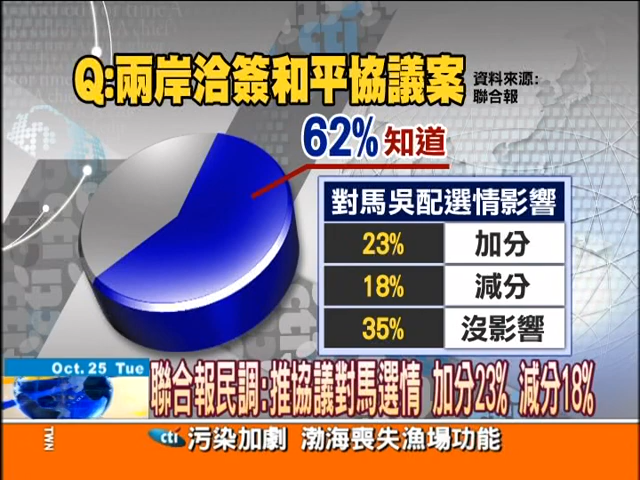 Q:兩岸洽簽和平協議案
資料來源:
聯合報
62%知道
對馬吳配選情影響
23% 加分
18% 減分
35% 沒影響
Oct.25 Tue
聯合報民調:推協議對馬選情 加分23% 減分18%
TWN
cti 污染加劇 渤海喪失漁場功能